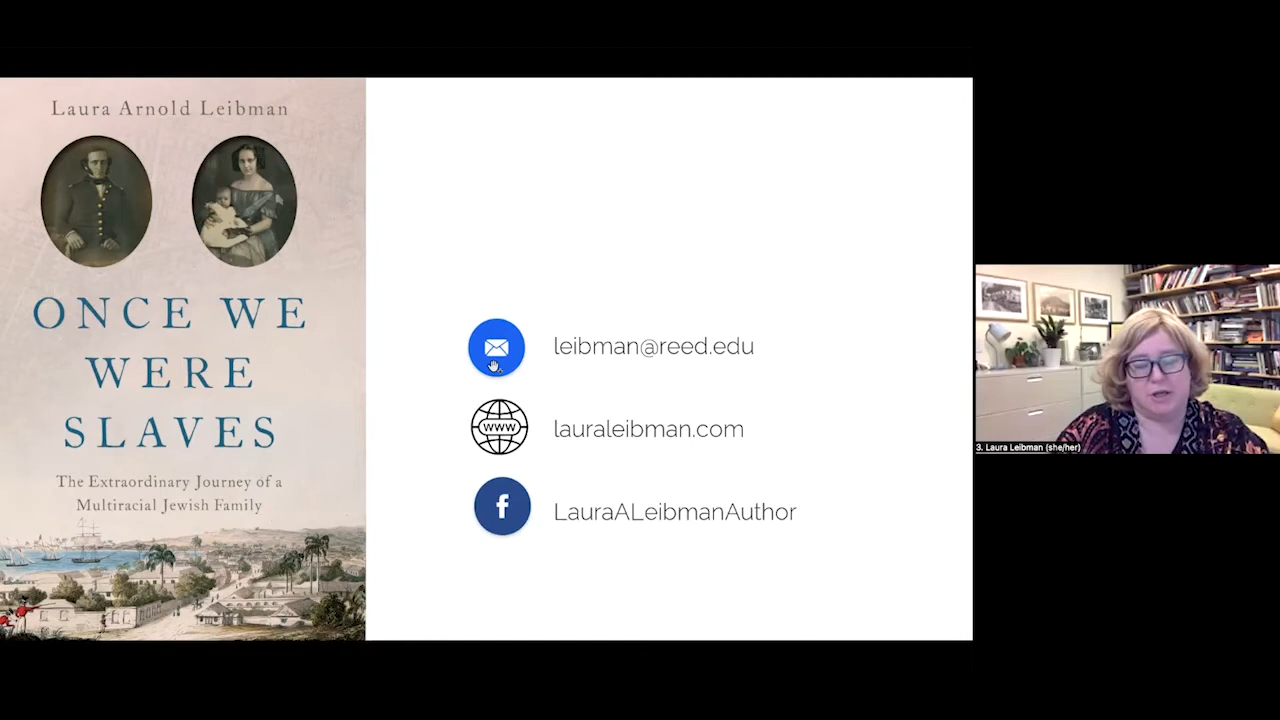 Laura Arnold Leibman
ONCE WE
WERE
SLAVES
The Extraordinary Journey of a
Multiracial Jewish Family
leibman@reed.edu
WWW
lauraleibman.com
f
LauraALeibmanAuthor
3. Laura Leibman (she/her)